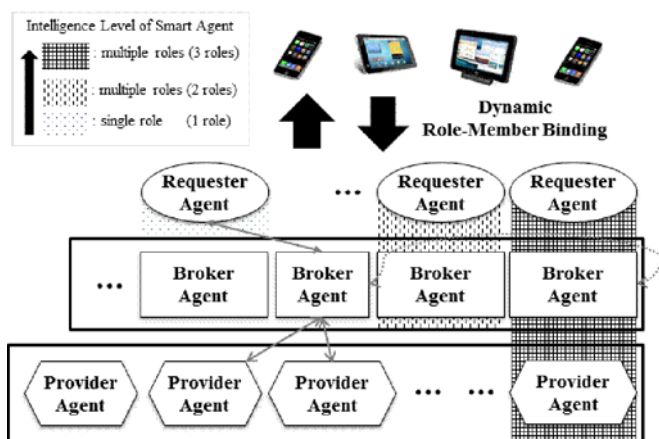 Intelligence Level of Smart Agent
: multiple roles (3 roles)
: multiple roles (2 roles)
: single role (1 role)
Dynamic
Role-Member Binding
Requester
Agent
...
Requester
Agent
Requester
Agent
...
Broker
Agent
Broker
Agent
Broker
Agent
Broker
Agent
Provider
Agent
Provider
Agent
Provider
Agent
... ...
Provider
Agent